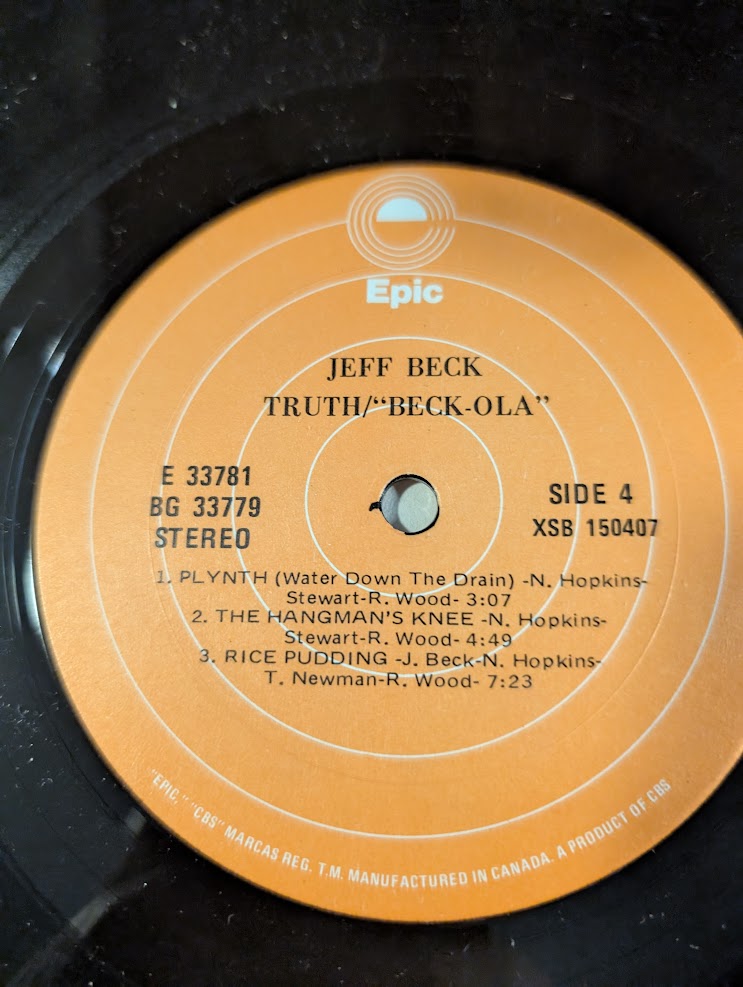 Epic
JEFF BECK
TRUTH/“BECK-OLA”
E 33781
BG 33779
STEREO
SIDE 4
XSB 150407
1. PLYNTH (Water Down The Drain) -N. Hopkins-
Stewart-R. Wood- 3:07
2. THE HANGMAN'S KNEE -N. Hopkins-
Stewart-R. Wood- 4:49
3. RICE PUDDING -J. Beck-N. Hopkins-
T. Newman-R. Wood- 7:23
"EPIC," "CBS" MARCAS REG. T.M. MANUFACTURED IN CANADA. A PRODUCT OF CBS